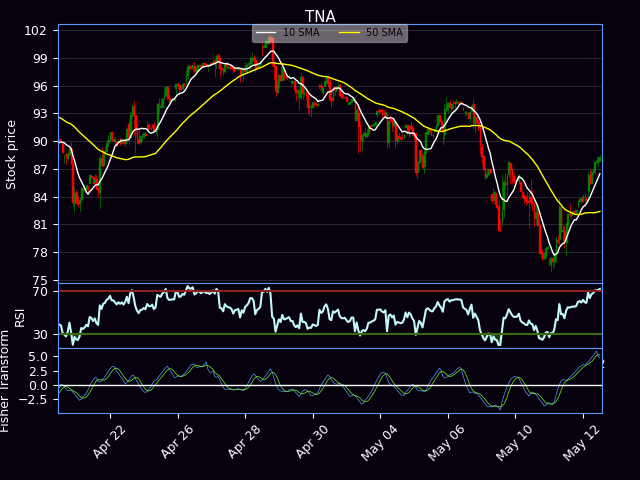 TNA
10 SMA 50 SMA
Stock price
102
99
96
93
90
87
84
81
78
75
RSI
70
30
Fisher Transform
5.0
2.5
0.0
−2.5
Apr 22 Apr 26 Apr 28 Apr 30 May 04 May 06 May 10 May 12